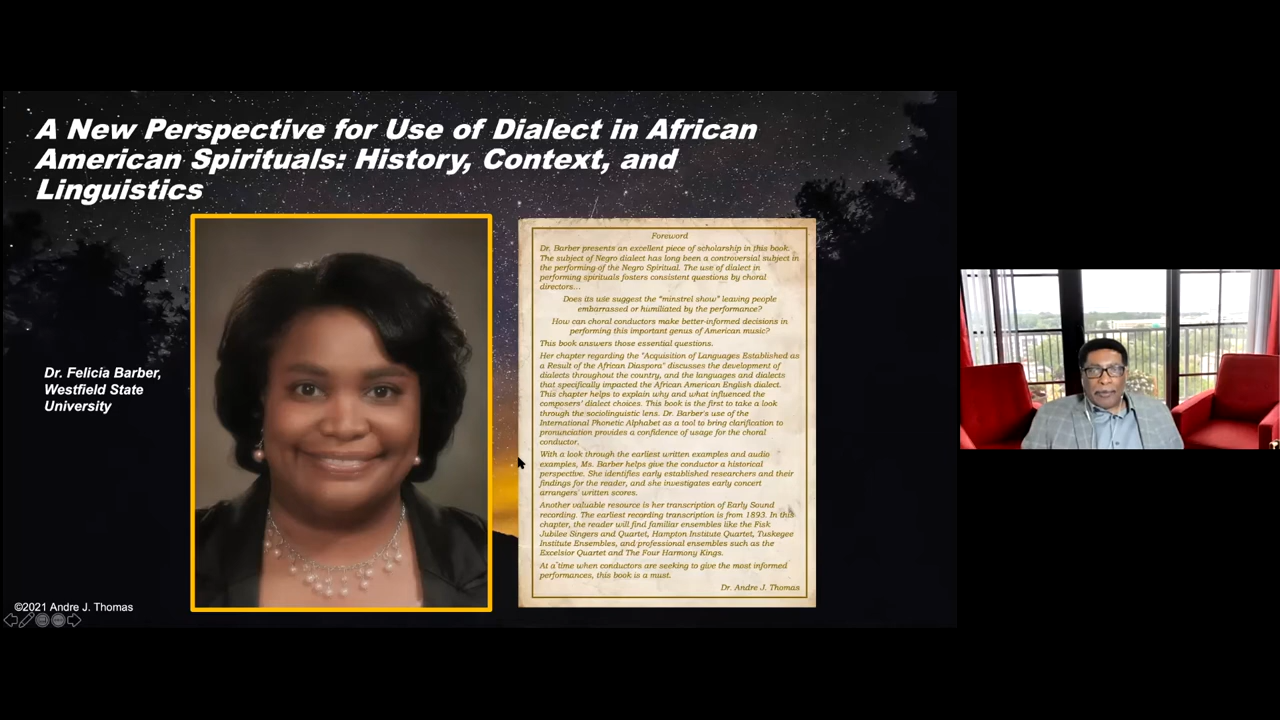 A New Perspective for Use of Dialect in African
American Spirituals: History, Context, and
Linguistics
Dr. Felicia Barber,
Westfield State
University
Foreword
Dr. Barber presents an excellent piece of scholarship in this book.
The subject of Negro dialect has long been a controversial subject in
the performing of the Negro Spiritual. The use of dialect in
performing spirituals fosters consistent questions by choral
directors...
Does its use suggest the "minstrel show" leaving people
embarrassed or humiliated by the performance?
How can choral conductors make better-informed decisions in
performing this important genus of American music?
This book answers those essential questions.
Her chapter regarding the "Acquisition of Languages Established as
a Result of the African Diaspora" discusses the development of
dialects throughout the country, and the languages and dialects
that specifically impacted the African American English dialect.
This chapter helps to explain why and what influenced the
composers' dialect choices. This book is the first to take a look
through the sociolinguistic lens. Dr. Barber's use of the
International Phonetic Alphabet as a tool to bring clarification to
pronunciation provides a confidence of usage for the choral
conductor.
With a look through the earliest written examples and audio
examples, Ms. Barber helps give the conductor a historical
perspective. She identifies early established researchers and their
findings for the reader, and she investigates early concert
arrangers' written scores.
Another valuable resource is her transcription of Early Sound
recording. The earliest recording transcription is from 1893. In this
chapter, the reader will find familiar ensembles like the Fisk
Jubilee Singers and Quartet, Hampton Institute Quartet, Tuskegee
Institute Ensembles, and professional ensembles such as the
Excelsior Quartet and The Four Harmony Kings.
At a time when conductors are seeking to give the most informed
performances, this book is a must.
Dr. Andre J. Thomas
©2021 Andre J. Thomas